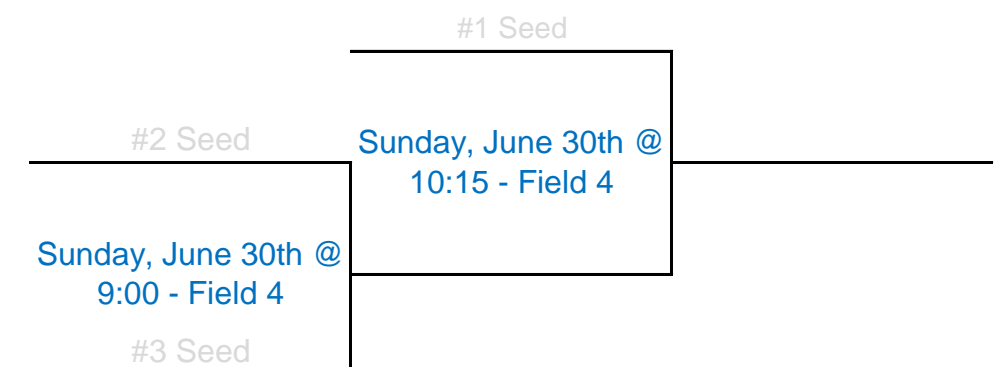 #1 Seed
#2 Seed
Sunday, June 30th @
10:15 - Field 4
Sunday, June 30th @
9:00 - Field 4
#3 Seed